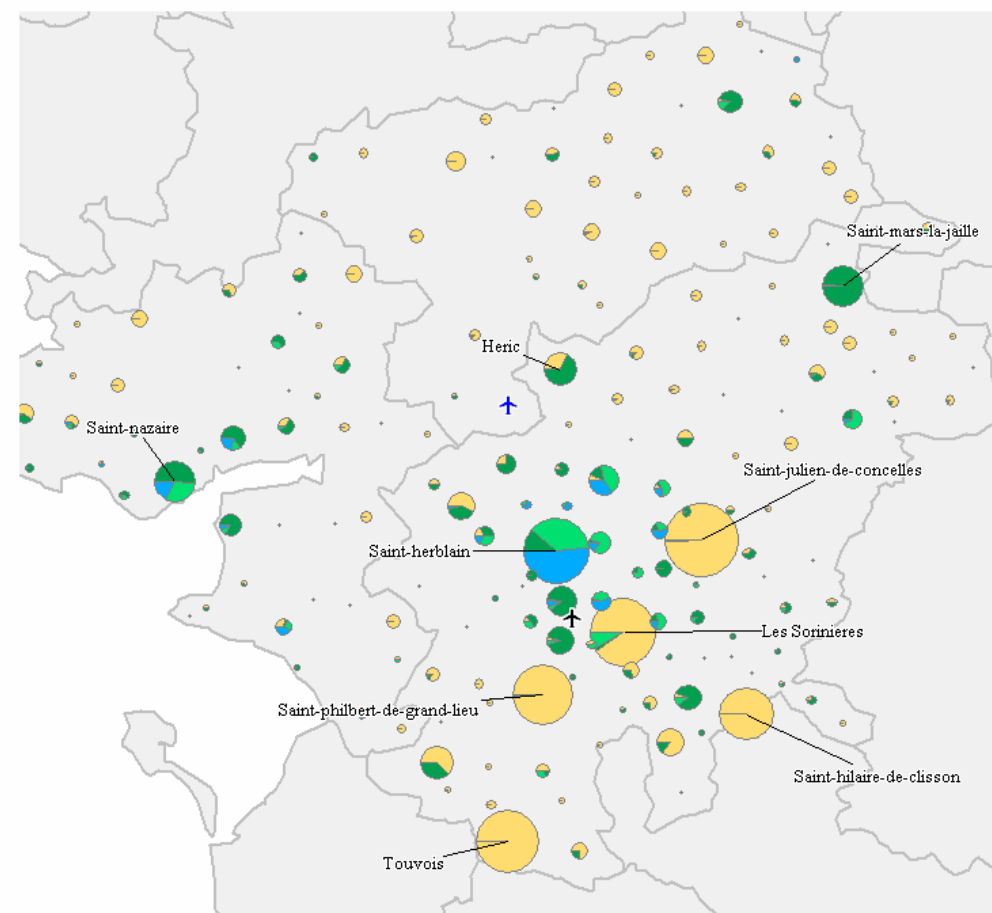 Saint-mars-la-jaille
Heric
Saint-nazaire
Saint-julien-de-concelles
Saint-herblain
Les Sorinieres
Saint-philbert-de-grand-lieu
Saint-hilaire-de-clisson
Touvois